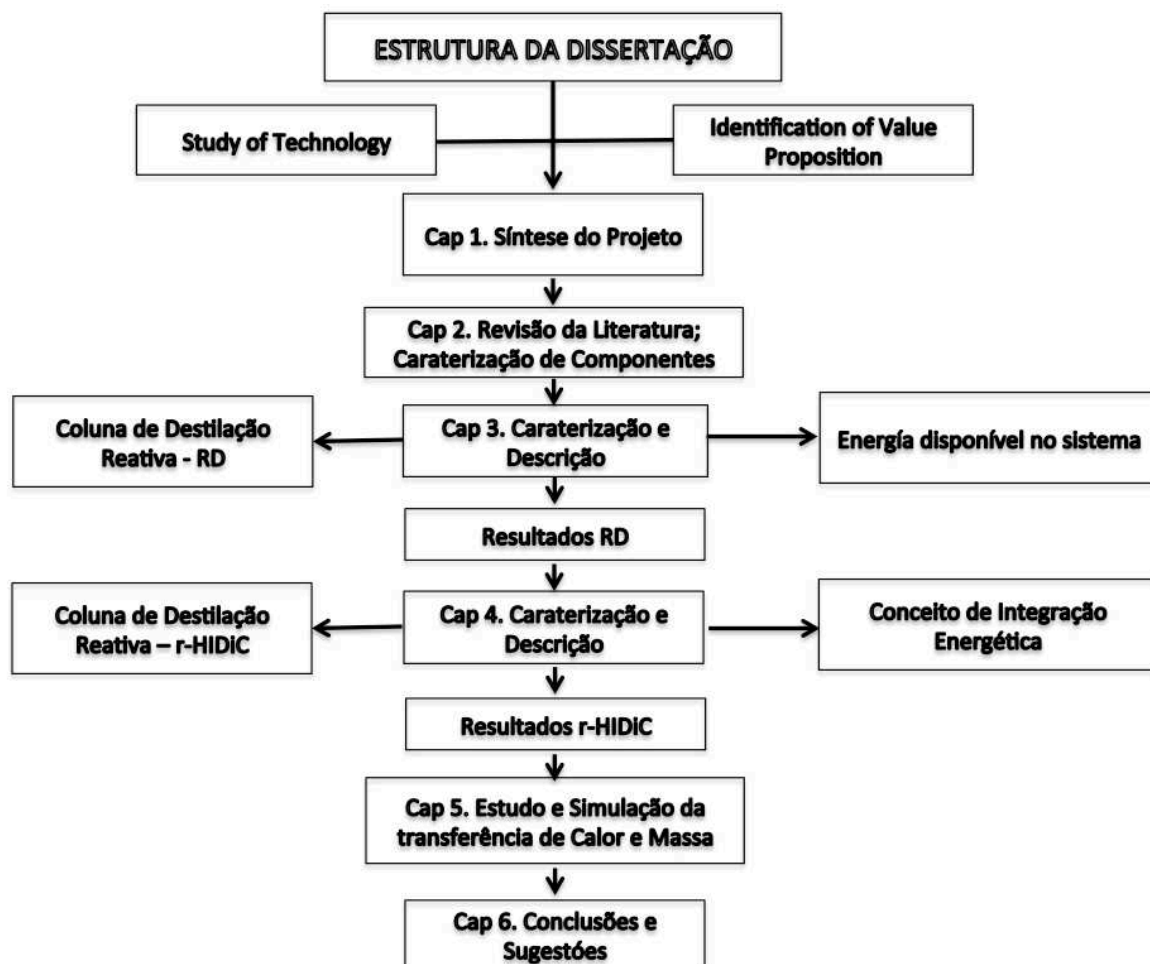 ESTRUTURA DA DISSERTAÇÃO
Study of Technology
Identification of Value
Proposition
Cap 1. Síntese do Projeto
Cap 2. Revisão da Literatura;
Caraterização de Componentes
Coluna de Destilação
Reativa - RD
Cap 3. Caraterização e
Descrição
Energía disponível no sistema
Resultados RD
Coluna de Destilação
Reativa – r-HIDiC
Cap 4. Caraterização e
Descrição
Conceito de Integração
Energética
Resultados r-HIDiC
Cap 5. Estudo e Simulação da
transferência de Calor e Massa
Cap 6. Conclusões e
Sugestóes